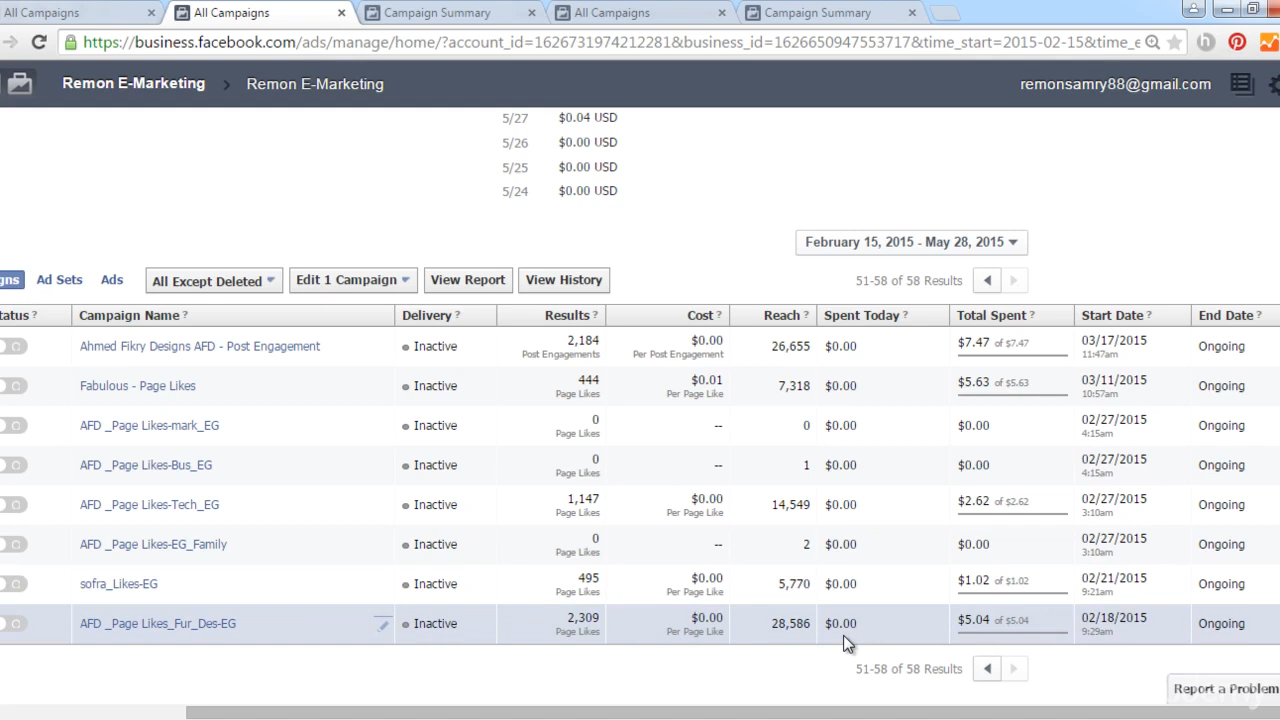 All Campaigns × All Campaigns × Campaign Summary × All Campaigns × Campaign Summary ×
https://business.facebook.com/ads/manage/home/?account_id=1626731974212281&business_id=1626650947553717&time_start=2015-02-15&time_e
Remon E-Marketing > Remon E-Marketing remonsamry88@gmail.com
5/27 $0.04 USD
5/26 $0.00 USD
5/25 $0.00 USD
5/24 $0.00 USD
February 15, 2015 - May 28, 2015
gns Ad Sets Ads All Except Deleted Edit 1 Campaign View Report View History 51-58 of 58 Results
tatus ? Campaign Name ? Delivery ? Results ? Cost ? Reach ? Spent Today ? Total Spent ? Start Date ? End Date ?
Ahmed Fikry Designs AFD - Post Engagement Inactive 2,184 $0.00 26,655 $0.00 $7.47 of $7.47 03/17/2015 Ongoing
Post Engagements Per Post Engagement 11:47am
Fabulous - Page Likes Inactive 444 $0.01 7,318 $0.00 $5.63 of $5.63 03/11/2015 Ongoing
Page Likes Per Page Like 10:57am
AFD _Page Likes-mark_EG Inactive 0 -- 0 $0.00 $0.00 02/27/2015 Ongoing
Page Likes 4:15am
AFD _Page Likes-Bus_EG Inactive 0 -- 1 $0.00 $0.00 02/27/2015 Ongoing
Page Likes 4:15am
AFD _Page Likes-Tech_EG Inactive 1,147 $0.00 14,549 $0.00 $2.62 of $2.62 02/27/2015 Ongoing
Page Likes Per Page Like 3:10am
AFD _Page Likes-EG_Family Inactive 0 -- 2 $0.00 $0.00 02/27/2015 Ongoing
Page Likes 3:10am
sofra_Likes-EG Inactive 495 $0.00 5,770 $0.00 $1.02 of $1.02 02/21/2015 Ongoing
Page Likes Per Page Like 9:21am
AFD _Page Likes_Fur_Des-EG Inactive 2,309 $0.00 28,586 $0.00 $5.04 of $5.04 02/18/2015 Ongoing
Page Likes Per Page Like 9:29am
51-58 of 58 Results
Report a Problem